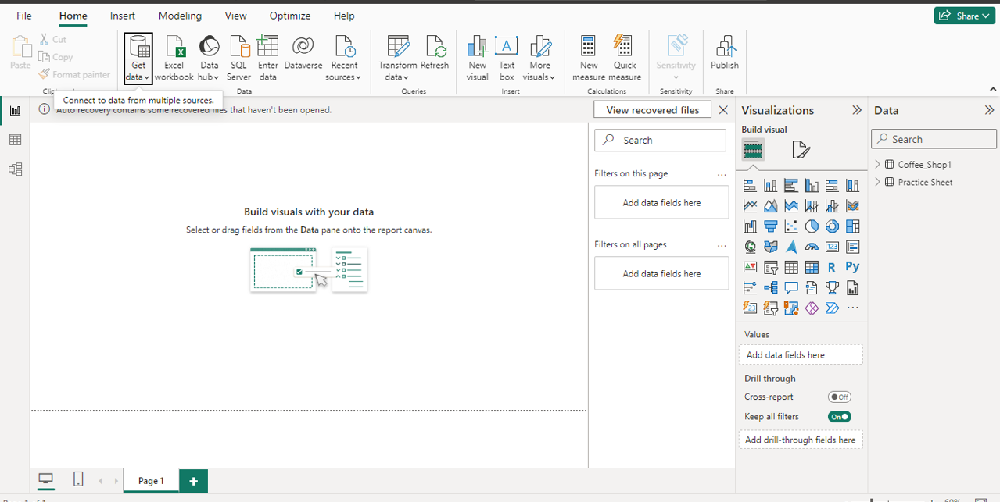 File Home Insert Modeling View Optimize Help Share
Paste Cut
Copy
Format painter
Get data
Excel workbook
Data hub
SQL Server
Enter data
Dataverse
Recent sources
Transform data
Refresh
New visual
Text box
More visuals
New measure
Quick measure
Sensitivity
Publish
Data Queries Insert Calculations Sensitivity Share
Connect to data from multiple sources.
Auto recovery contains some recovered files that haven't been opened.
View recovered files
Search
Filters on this page
Add data fields here
Filters on all pages
Add data fields here
Build visuals with your data
Select or drag fields from the Data pane onto the report canvas.
Visualizations
Build visual
123
R Py
123
Values
Add data fields here
Drill through
Cross-report Off
Keep all filters On
Add drill-through fields here
Data
Search
Coffee_Shop1
Practice Sheet
Page 1